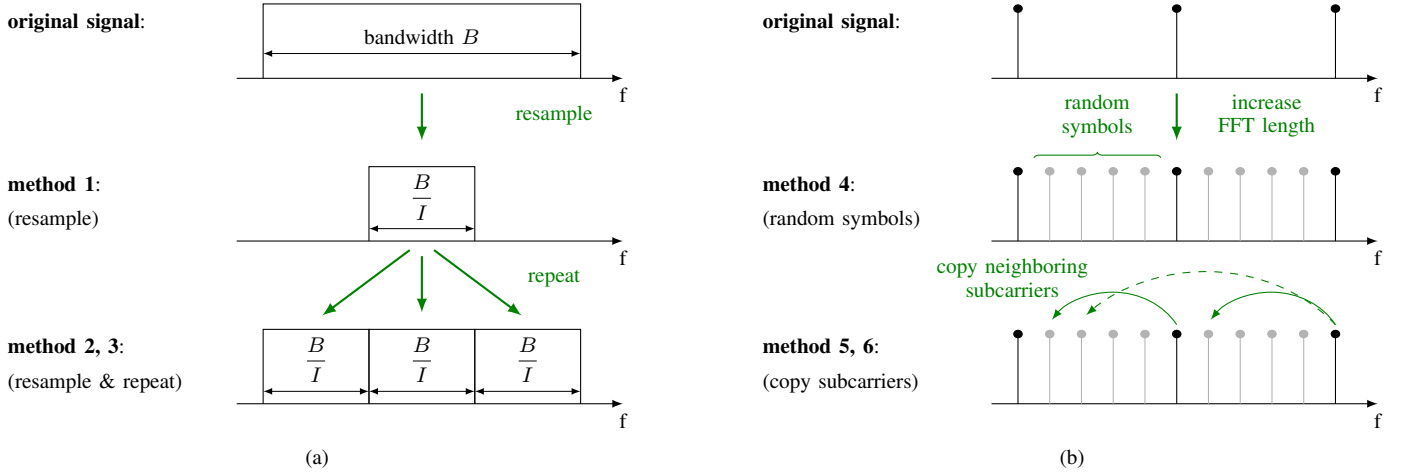 original signal:
bandwidth B
f
resample
method 1:
(resample)
B
I
f
repeat
method 2, 3:
(resample & repeat)
B
I
B
I
B
I
f
(a)
original signal:
f
random
symbols
increase
FFT length
method 4:
(random symbols)
f
copy neighboring
subcarriers
method 5, 6:
(copy subcarriers)
f
(b)